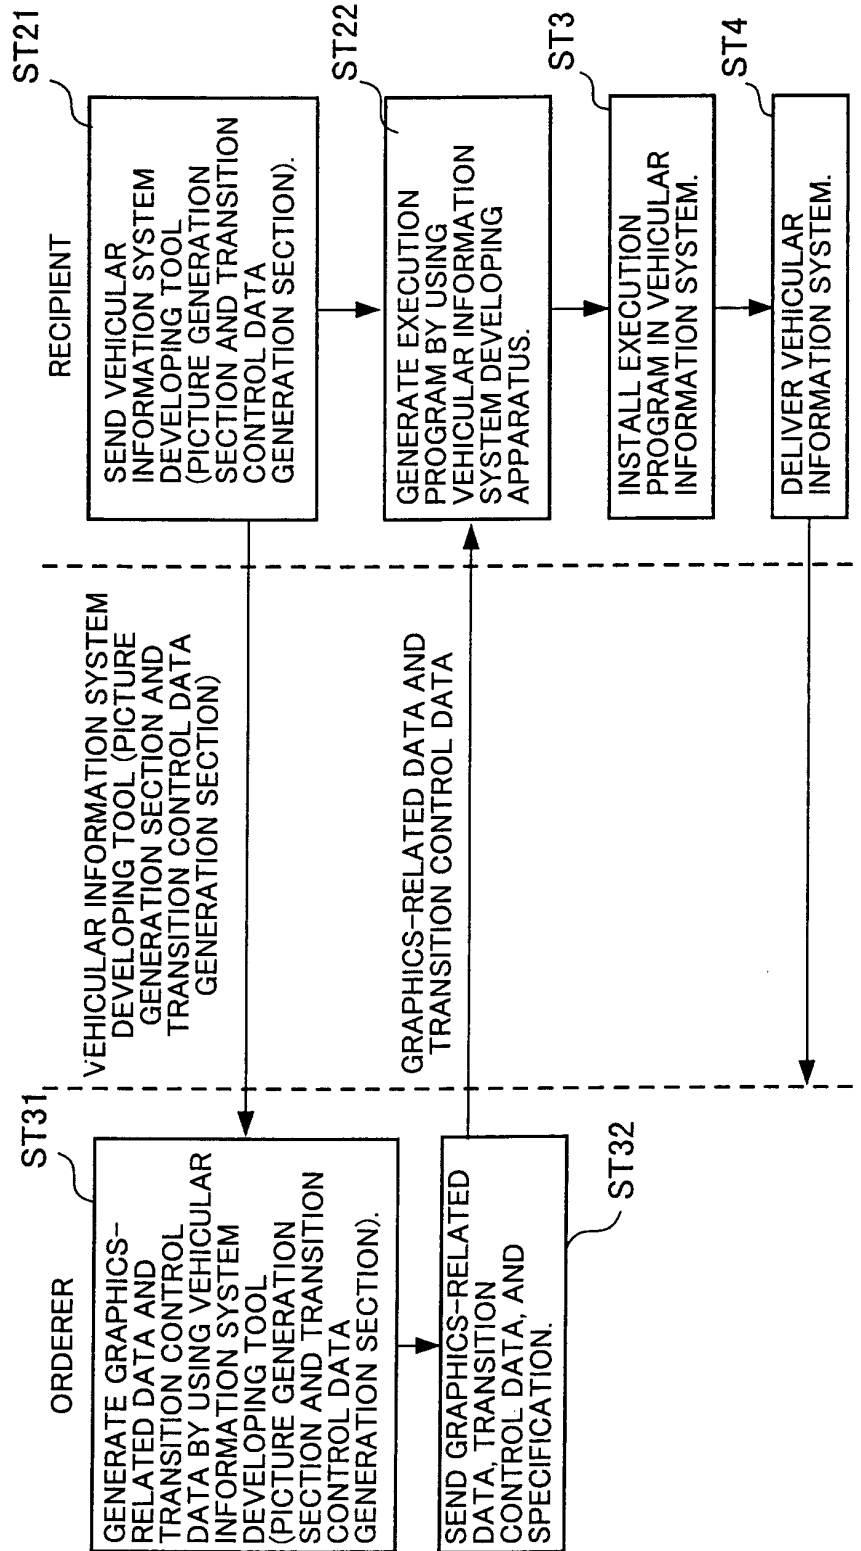 ORDERER
ST31
GENERATE GRAPHICS-
RELATED DATA AND
TRANSITION CONTROL
DATA BY USING VEHICULAR
INFORMATION SYSTEM
DEVELOPING TOOL
(PICTURE GENERATION
SECTION AND TRANSITION
CONTROL DATA
GENERATION SECTION).
SEND GRAPHICS-RELATED
DATA, TRANSITION
CONTROL DATA, AND
SPECIFICATION.
ST32
VEHICULAR INFORMATION SYSTEM
DEVELOPING TOOL (PICTURE
GENERATION SECTION AND
TRANSITION CONTROL DATA
GENERATION SECTION)
GRAPHICS-RELATED DATA AND
TRANSITION CONTROL DATA
RECIPIENT
ST21
SEND VEHICULAR
INFORMATION SYSTEM
DEVELOPING TOOL
(PICTURE GENERATION
SECTION AND TRANSITION
CONTROL DATA
GENERATION SECTION).
ST22
GENERATE EXECUTION
PROGRAM BY USING
VEHICULAR INFORMATION
SYSTEM DEVELOPING
APPARATUS.
ST3
INSTALL EXECUTION
PROGRAM IN VEHICULAR
INFORMATION SYSTEM.
ST4
DELIVER VEHICULAR
INFORMATION SYSTEM.